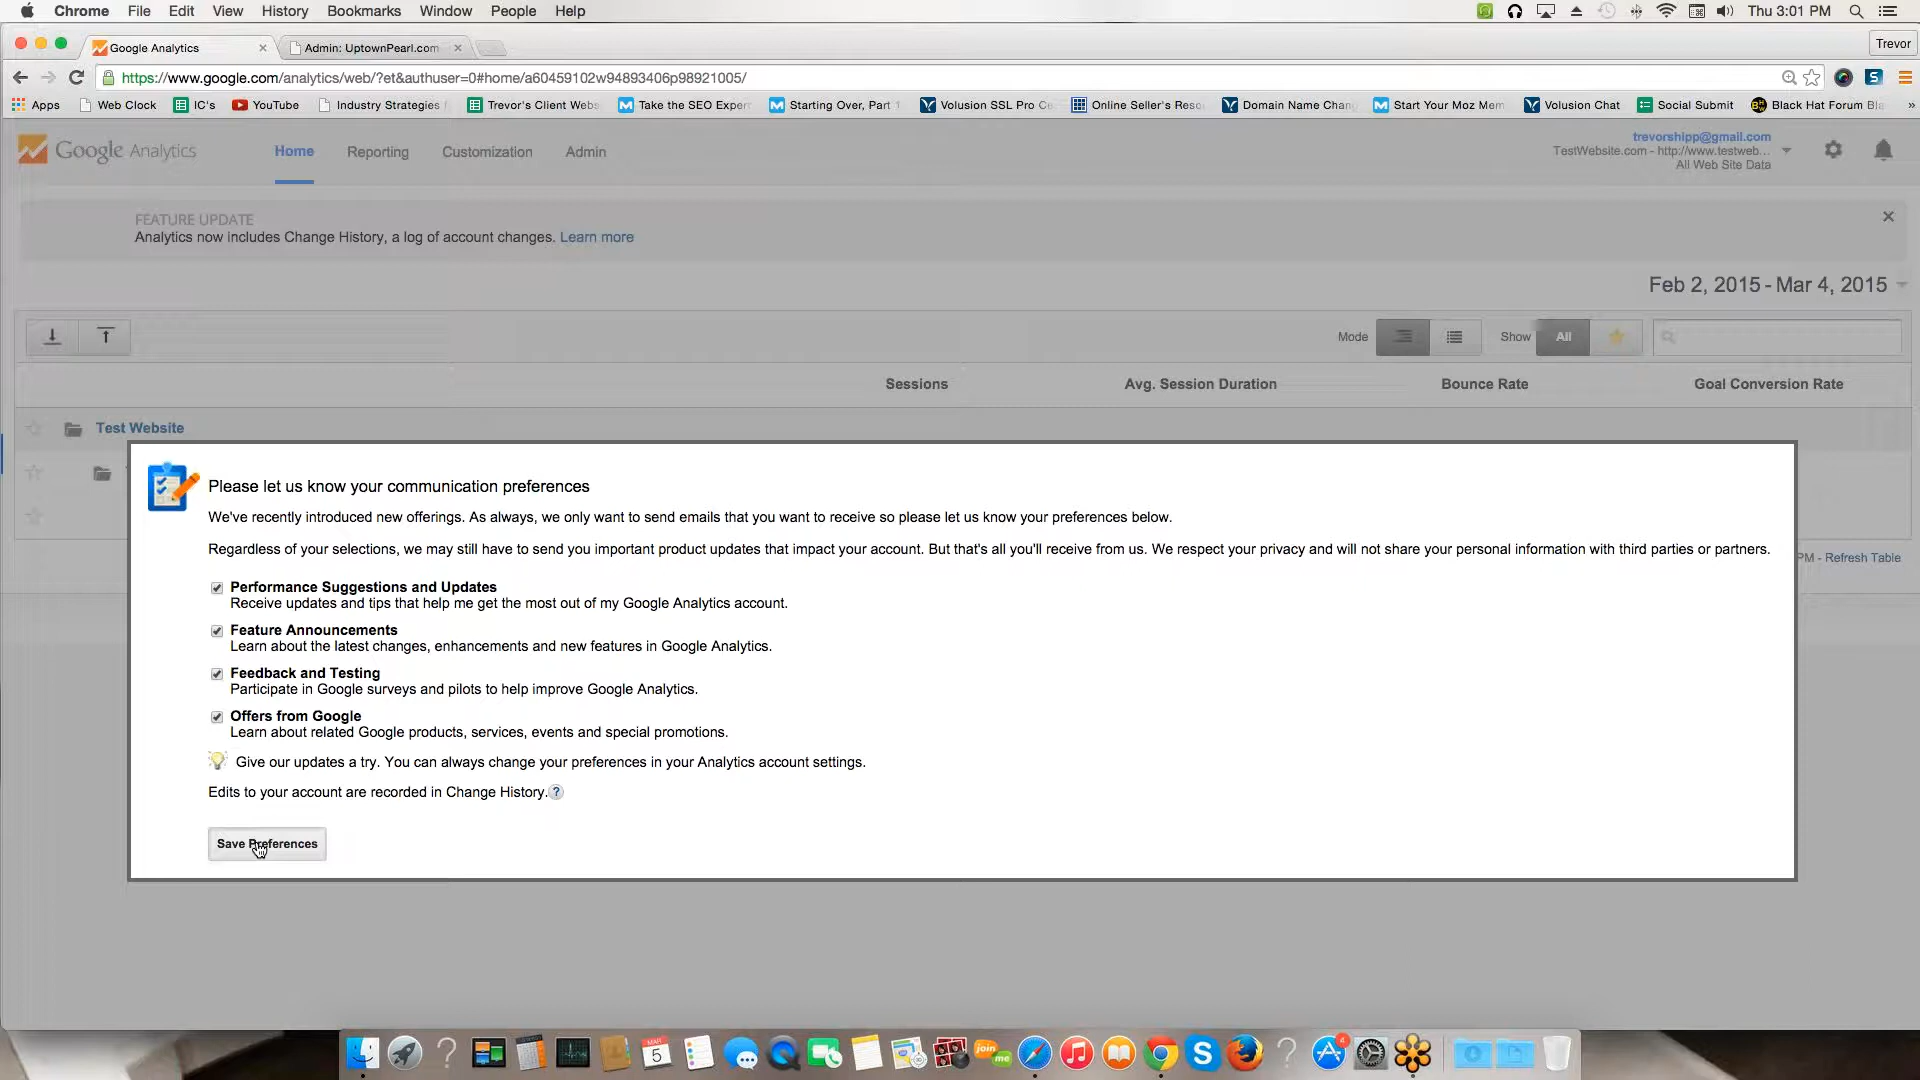 Chrome File Edit View History Bookmarks Window People Help Thu 3:01 PM
Google Analytics Admin: UptownPearl.com Trevor
https://www.google.com/analytics/web/?et&authuser=0#home/a60459102w94893406p98921005/
Apps Web Clock IC's YouTube Industry Strategies Trevor's Client Webs Take the SEO Exper Starting Over, Part 1 Volusion SSL Pro Ce Online Seller's Reso Domain Name Chan Start Your Moz Mem Volusion Chat Social Submit Black Hat Forum Bl »
Google Analytics Home Reporting Customization Admin
trevorshipp@gmail.com
TestWebsite.com - http://www.testweb...
All Web Site Data
FEATURE UPDATE
Analytics now includes Change History, a log of account changes. Learn more
Feb 2, 2015 - Mar 4, 2015
Mode Show All
Sessions Avg. Session Duration Bounce Rate Goal Conversion Rate
Test Website
Please let us know your communication preferences
We've recently introduced new offerings. As always, we only want to send emails that you want to receive so please let us know your preferences below.
Regardless of your selections, we may still have to send you important product updates that impact your account. But that's all you'll receive from us. We respect your privacy and will not share your personal information with third parties or partners.
PM - Refresh Table
Performance Suggestions and Updates
Receive updates and tips that help me get the most out of my Google Analytics account.
Feature Announcements
Learn about the latest changes, enhancements and new features in Google Analytics.
Feedback and Testing
Participate in Google surveys and pilots to help improve Google Analytics.
Offers from Google
Learn about related Google products, services, events and special promotions.
Give our updates a try. You can always change your preferences in your Analytics account settings.
Edits to your account are recorded in Change History. ?
Save Preferences
MAR
5
join
me
4